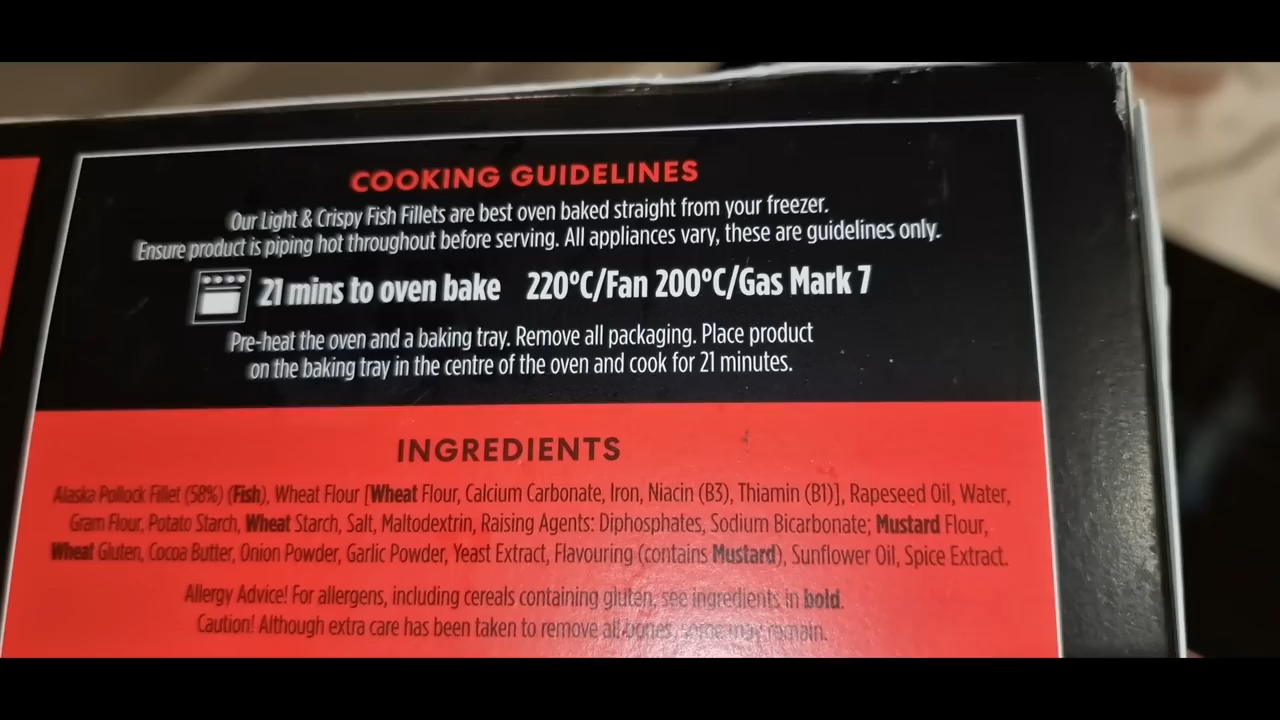 COOKING GUIDELINES
Our Light & Crispy Fish Fillets are best oven baked straight from your freezer.
Ensure product is piping hot throughout before serving. All appliances vary, these are guidelines only.
21 mins to oven bake 220ºC/Fan 200ºC/Gas Mark 7
Pre-heat the oven and a baking tray. Remove all packaging. Place product
on the baking tray in the centre of the oven and cook for 21 minutes.
INGREDIENTS
Alaska Pollock Fillet (58%) (Fish), Wheat Flour [Wheat Flour, Calcium Carbonate, Iron, Niacin (B3), Thiamin (B1)], Rapeseed Oil, Water,
Gram Flour, Potato Starch, Wheat Starch, Salt, Maltodextrin, Raising Agents: Diphosphates, Sodium Bicarbonate; Mustard Flour,
Wheat Gluten, Cocoa Butter, Onion Powder, Garlic Powder, Yeast Extract, Flavouring (contains Mustard), Sunflower Oil, Spice Extract.
Allergy Advice! For allergens, including cereals containing gluten, see ingredients in bold.
Caution! Although extra care has been taken to remove all bones, some may remain.